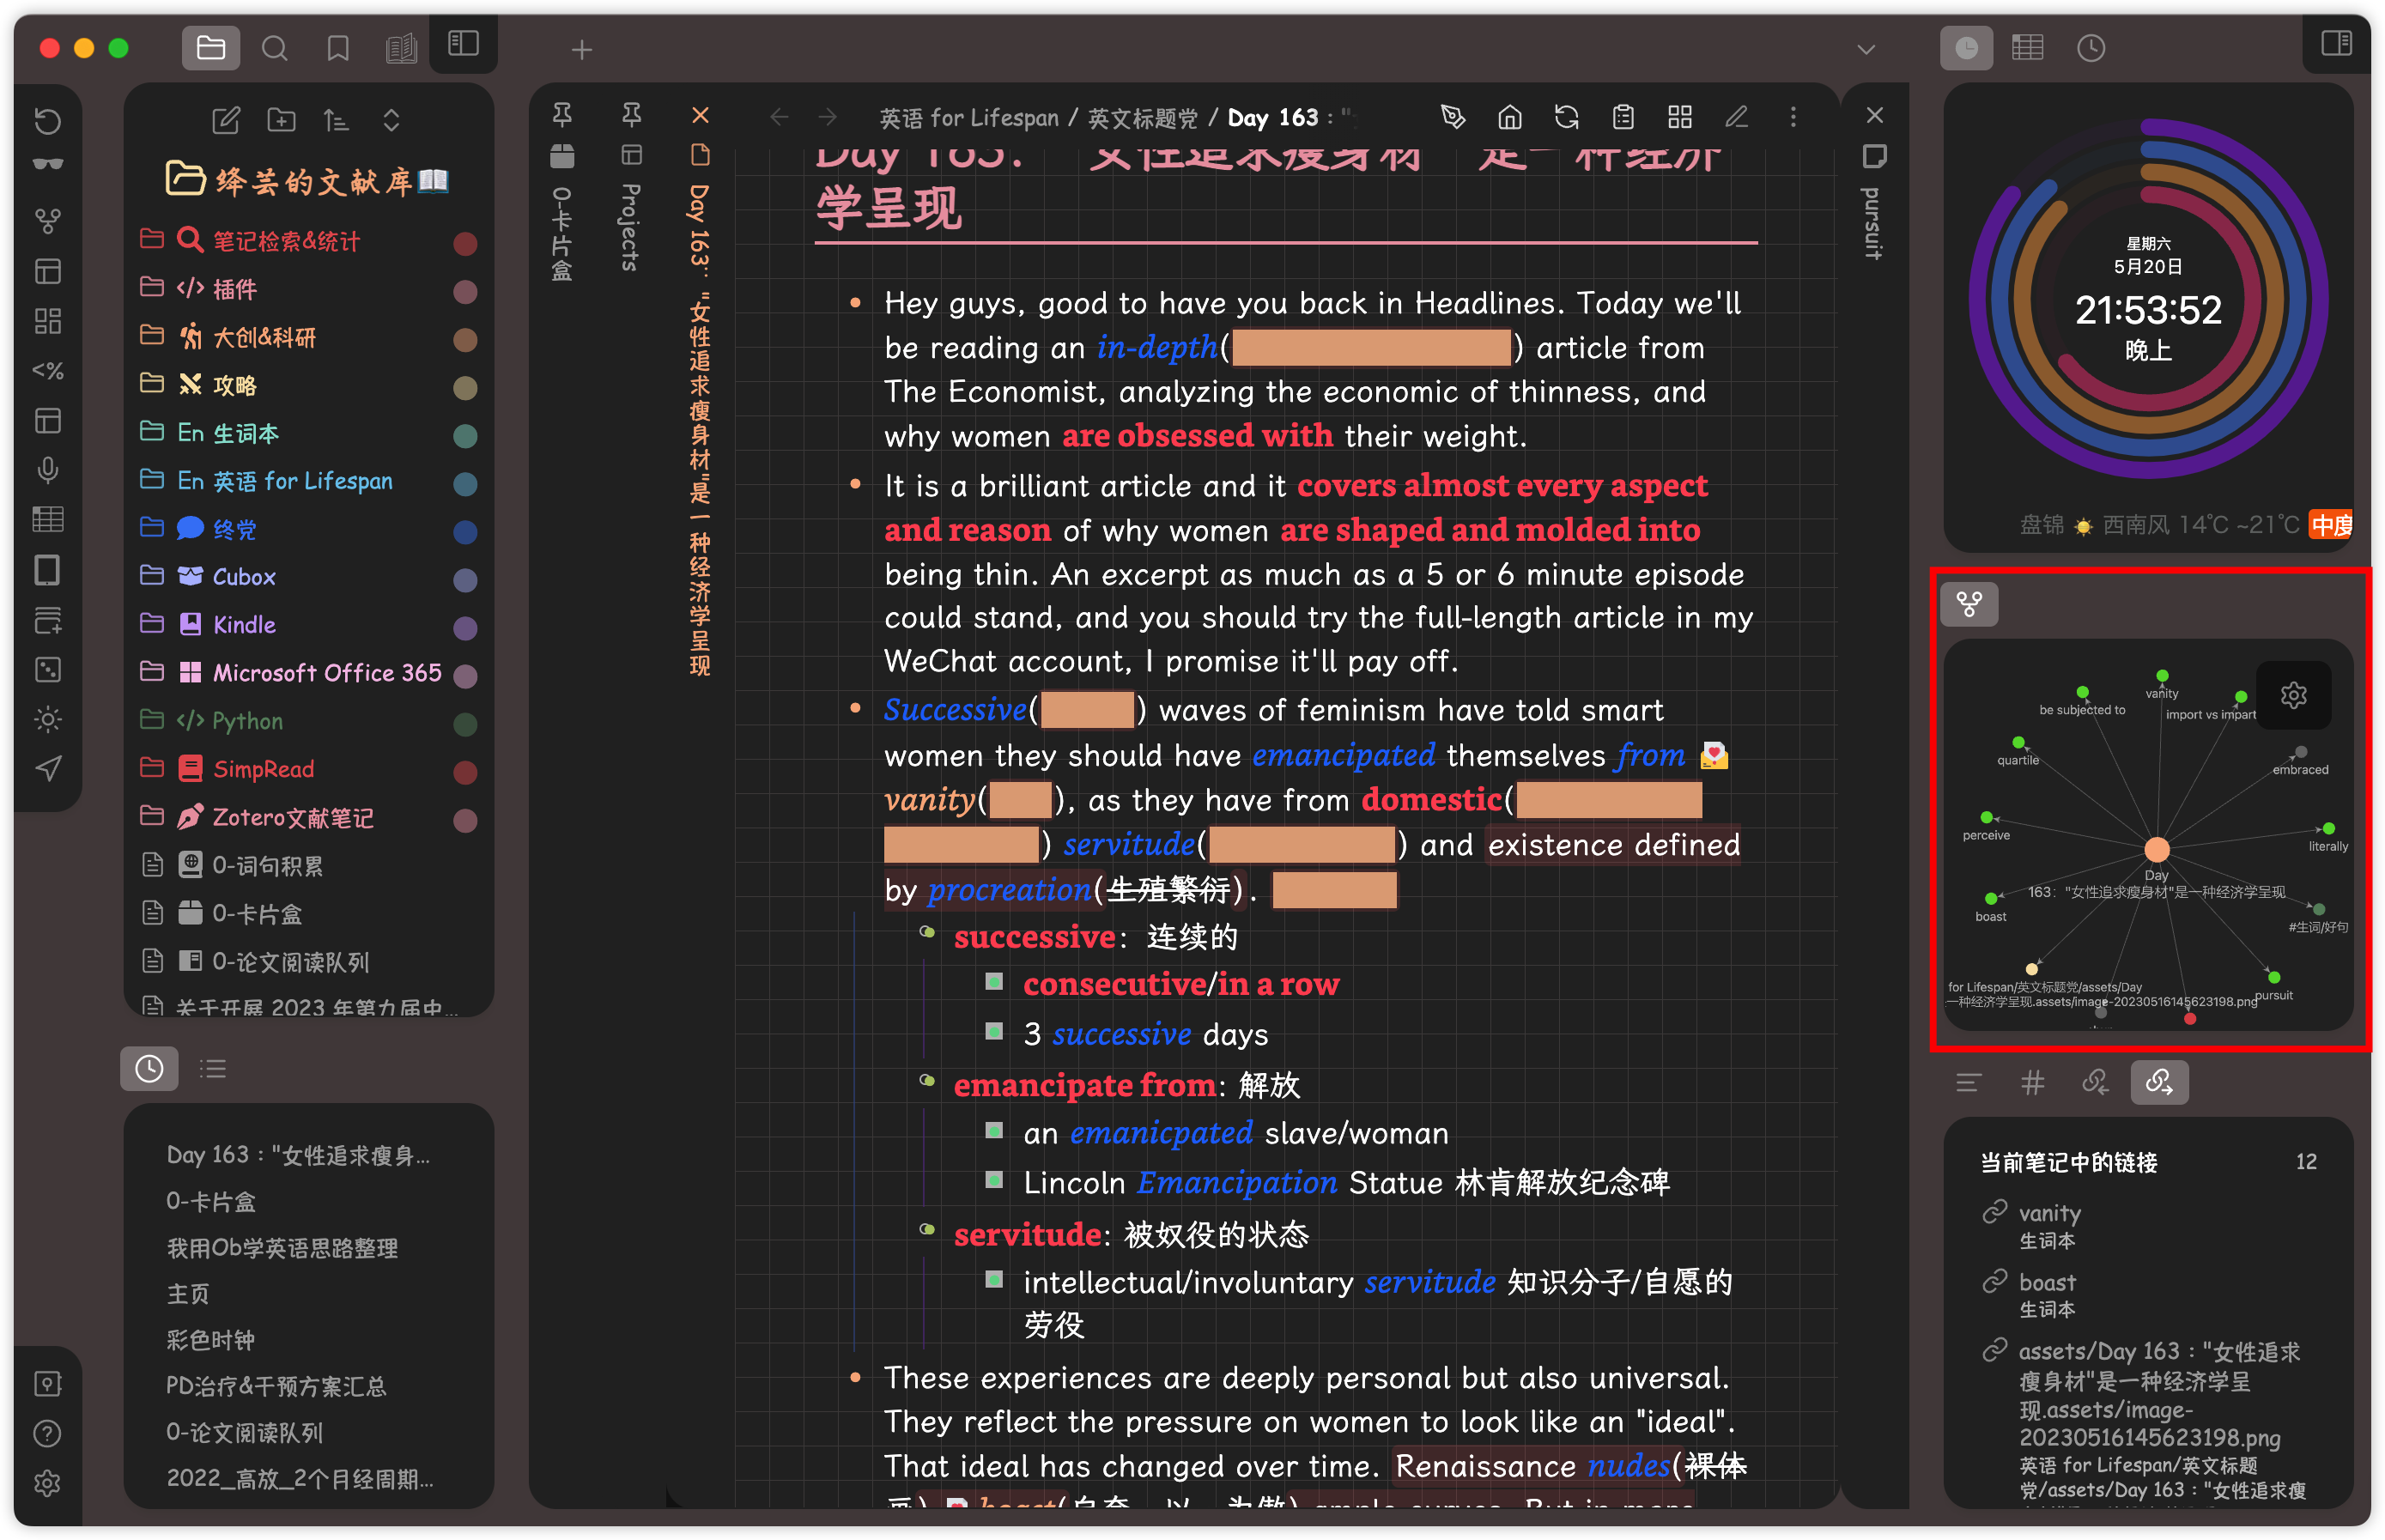 绛芸的文献库
笔记检索&统计
插件
大创&科研
攻略
En 生词本
En 英语 for Lifespan
终党
Cubox
Kindle
Microsoft Office 365
Python
SimpRead
Zotero文献笔记
0-词句积累
0-卡片盒
0-论文阅读队列
关于开展 2023 年第九届中...
Day 163："女性追求瘦身...
0-卡片盒
我用Ob学英语思路整理
主页
彩色时钟
PD治疗&干预方案汇总
0-论文阅读队列
2022_高放_2个月经周期...
0-卡片盒
Projects
Day 163："女性追求瘦身材"是一种经济学呈现
英语 for Lifespan / 英文标题党 / Day 163："
Day 163："女性追求瘦身材"是一种经济
学呈现
Hey guys, good to have you back in Headlines. Today we'll
be reading an in-depth( ) article from
The Economist, analyzing the economic of thinness, and
why women are obsessed with their weight.
It is a brilliant article and it covers almost every aspect
and reason of why women are shaped and molded into
being thin. An excerpt as much as a 5 or 6 minute episode
could stand, and you should try the full-length article in my
WeChat account, I promise it'll pay off.
Successive( ) waves of feminism have told smart
women they should have emancipated themselves from
vanity( ), as they have from domestic(
) servitude( ) and existence defined
by procreation(生殖繁衍).
successive：连续的
consecutive/in a row
3 successive days
emancipate from: 解放
an emanicpated slave/woman
Lincoln Emancipation Statue 林肯解放纪念碑
servitude: 被奴役的状态
intellectual/involuntary servitude 知识分子/自愿的
劳役
These experiences are deeply personal but also universal.
They reflect the pressure on women to look like an "ideal".
That ideal has changed over time. Renaissance nudes(裸体
画) boast(自夸，以...为傲) ample curves. But in more
pursuit
星期六
5月20日
21:53:52
晚上
盘锦 西南风 14℃ ~21℃ 中度
vanity
be subjected to
import vs impart
quartile
embraced
perceive
literally
Day
163："女性追求瘦身材"是一种经济学呈现
boast
#生词/好句
for Lifespan/英文标题党/assets/Day
pursuit
一种经济学呈现.assets/image-20230516145623198.png
当前笔记中的链接 12
vanity
生词本
boast
生词本
assets/Day 163："女性追求
瘦身材"是一种经济学呈
现.assets/image-
20230516145623198.png
英语 for Lifespan/英文标题
党/assets/Day 163："女性追求瘦